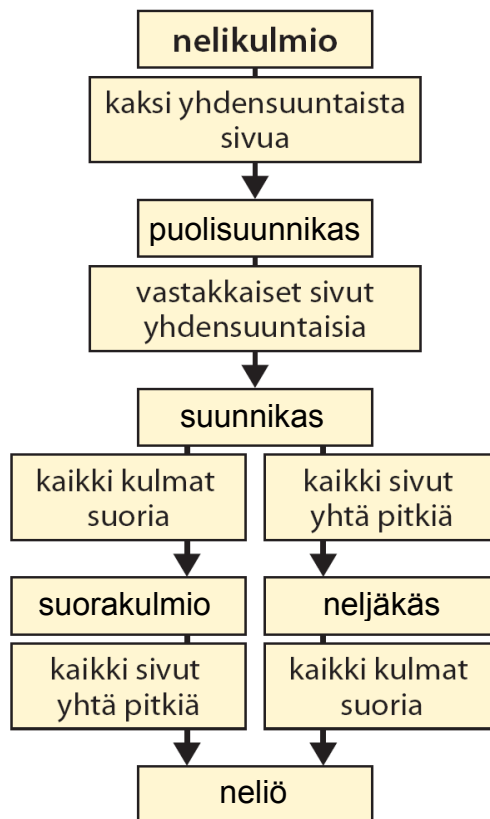 nelikulmio
kaksi yhdensuuntaista
sivua
puolisuunnikas
vastakkaiset sivut
yhdensuuntaisia
suunnikas
kaikki kulmat
suoria
kaikki sivut
yhtä pitkiä
suorakulmio
neljäkäs
kaikki sivut
yhtä pitkiä
kaikki kulmat
suoria
neliö